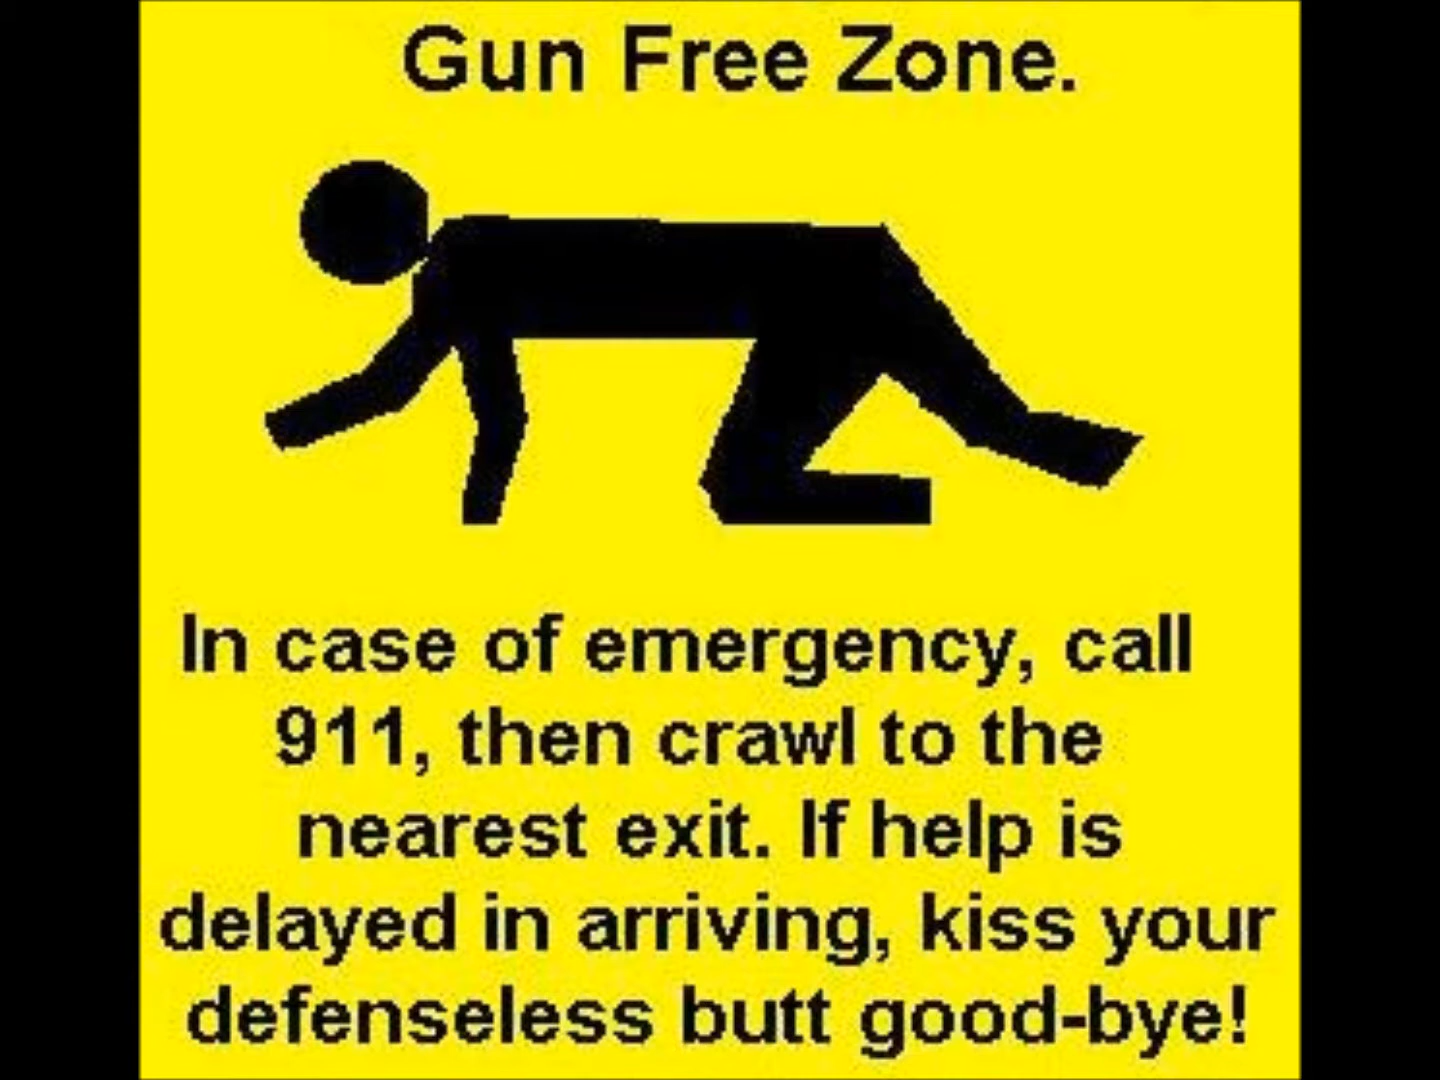 Gun Free Zone.
In case of emergency, call
911, then crawl to the
nearest exit. If help is
delayed in arriving, kiss your
defenseless butt good-bye!